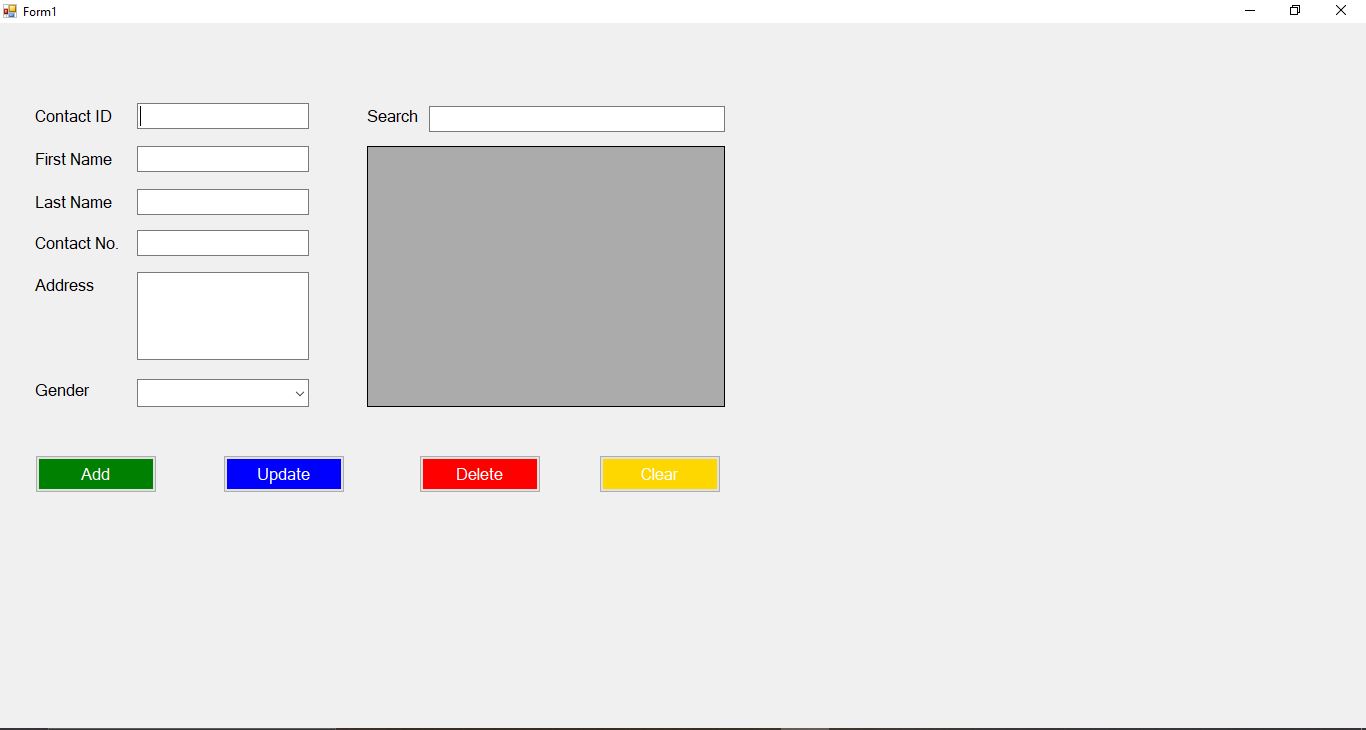 Form1
Contact ID
Search
First Name
Last Name
Contact No.
Address
Gender
Add Update Delete Clear